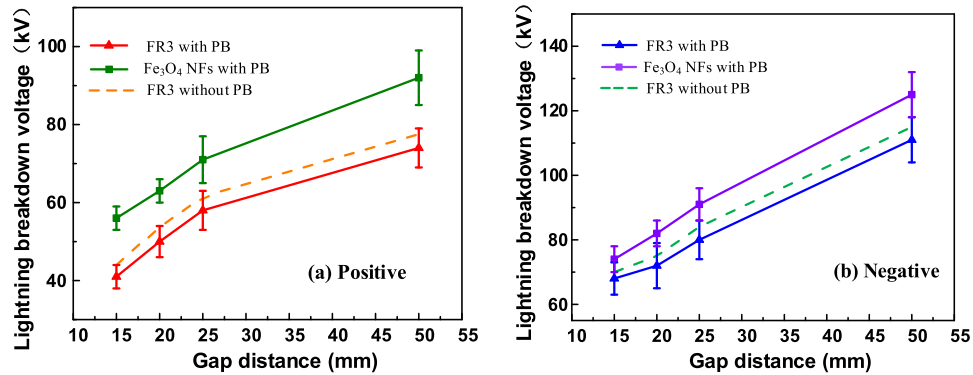 Lightning breakdown voltage（kV）
100
80
60
40
FR3 with PB
Fe₃O₄ NFs with PB
FR3 without PB
(a) Positive
10 15 20 25 30 35 40 45 50 55
Gap distance (mm)
Lightning breakdown voltage（kV）
140
120
100
80
60
FR3 with PB
Fe₃O₄ NFs with PB
FR3 without PB
(b) Negative
10 15 20 25 30 35 40 45 50 55
Gap distance (mm)